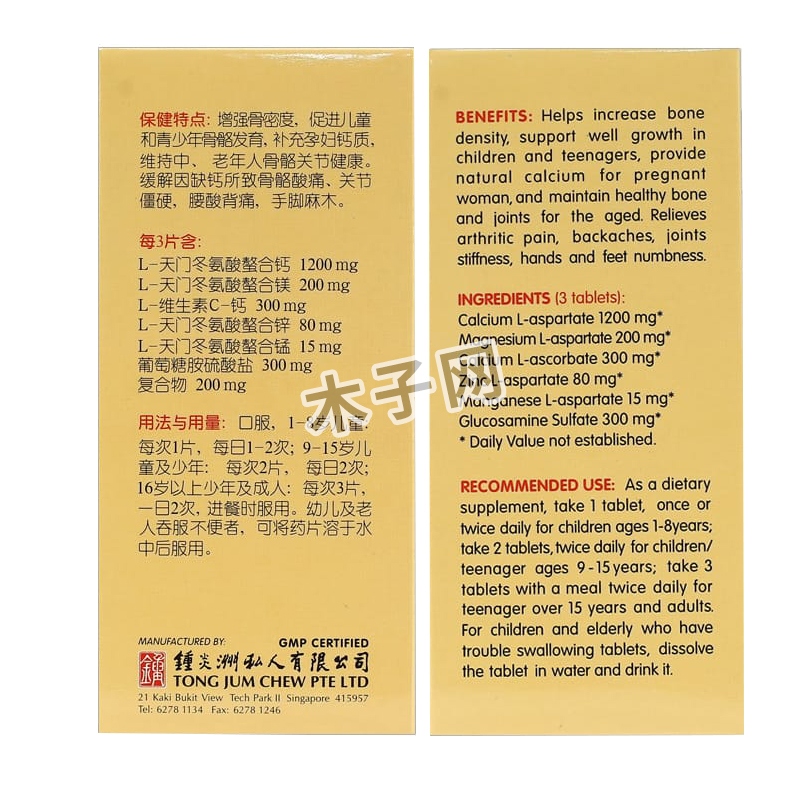 保健特点: 增强骨密度, 促进儿童
和青少年骨骼发育, 补充孕妇钙质,
维持中、老年人骨骼关节健康。
缓解因缺钙所致骨骼酸痛、关节
僵硬, 腰酸背痛, 手脚麻木。
每3片含:
L-天门冬氨酸螯合钙 1200 mg
L-天门冬氨酸螯合镁 200 mg
L-维生素C-钙 300 mg
L-天门冬氨酸螯合锌 80 mg
L-天门冬氨酸螯合锰 15 mg
葡萄糖胺硫酸盐 300 mg
复合物 200 mg
用法与用量: 口服, 1-8岁儿童:
每次1片, 每日1-2次; 9-15岁儿
童及少年: 每次2片, 每日2次;
16岁以上少年及成人: 每次3片,
一日2次, 进餐时服用。幼儿及老
人吞服不便者, 可将药片溶于水
中后服用。
MANUFACTURED BY: GMP CERTIFIED
鍾
鍾炎洲私人有限公司
TONG JUM CHEW PTE LTD
21 Kaki Bukit View Tech Park II Singapore 415957
Tel: 6278 1134 Fax: 6278 1246
BENEFITS: Helps increase bone
density, support well growth in
children and teenagers, provide
natural calcium for pregnant
woman, and maintain healthy bone
and joints for the aged. Relieves
arthritic pain, backaches, joints
stiffness, hands and feet numbness.
INGREDIENTS (3 tablets):
Calcium L-aspartate 1200 mg*
Magnesium L-aspartate 200 mg*
Calcium L-ascorbate 300 mg*
Zinc L-aspartate 80 mg*
Manganese L-aspartate 15 mg*
Glucosamine Sulfate 300 mg*
* Daily Value not established.
RECOMMENDED USE: As a dietary
supplement, take 1 tablet, once or
twice daily for children ages 1-8years;
take 2 tablets, twice daily for children/
teenager ages 9-15 years; take 3
tablets with a meal twice daily for
teenager over 15 years and adults.
For children and elderly who have
trouble swallowing tablets, dissolve
the tablet in water and drink it.
木子网